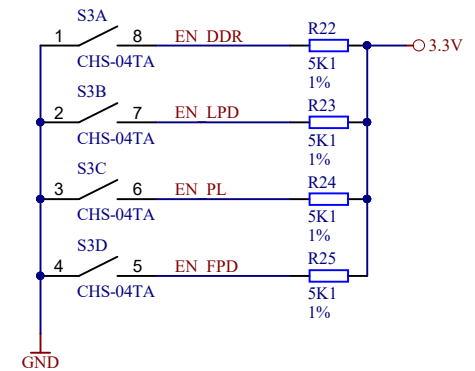 S3A
1 8 EN_DDR R22 3.3V
CHS-04TA 5K1
1%
S3B
2 7 EN_LPD R23
CHS-04TA 5K1
1%
S3C
3 6 EN_PL R24
CHS-04TA 5K1
1%
S3D
4 5 EN_FPD R25
CHS-04TA 5K1
1%
GND